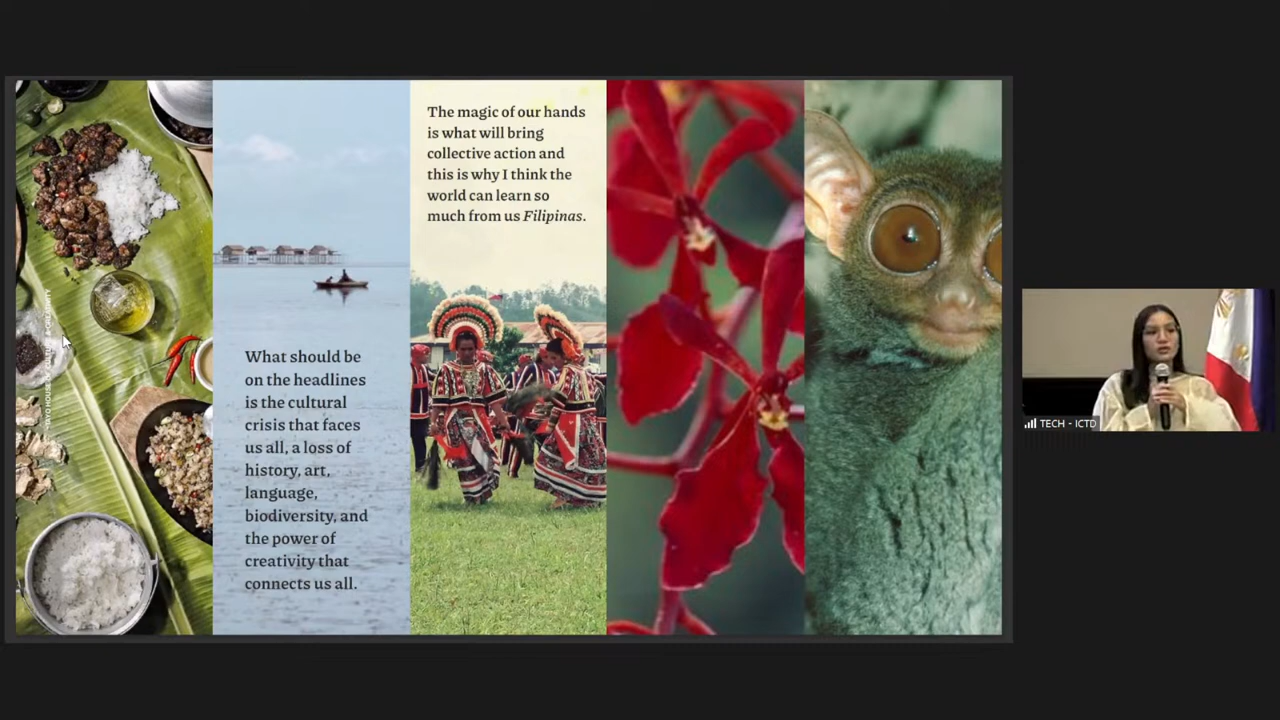 What should be
on the headlines
is the cultural
crisis that faces
us all, a loss of
history, art,
language,
biodiversity, and
the power of
creativity that
connects us all.
The magic of our hands
is what will bring
collective action and
this is why I think the
world can learn so
much from us Filipinas.
TECH - ICTD